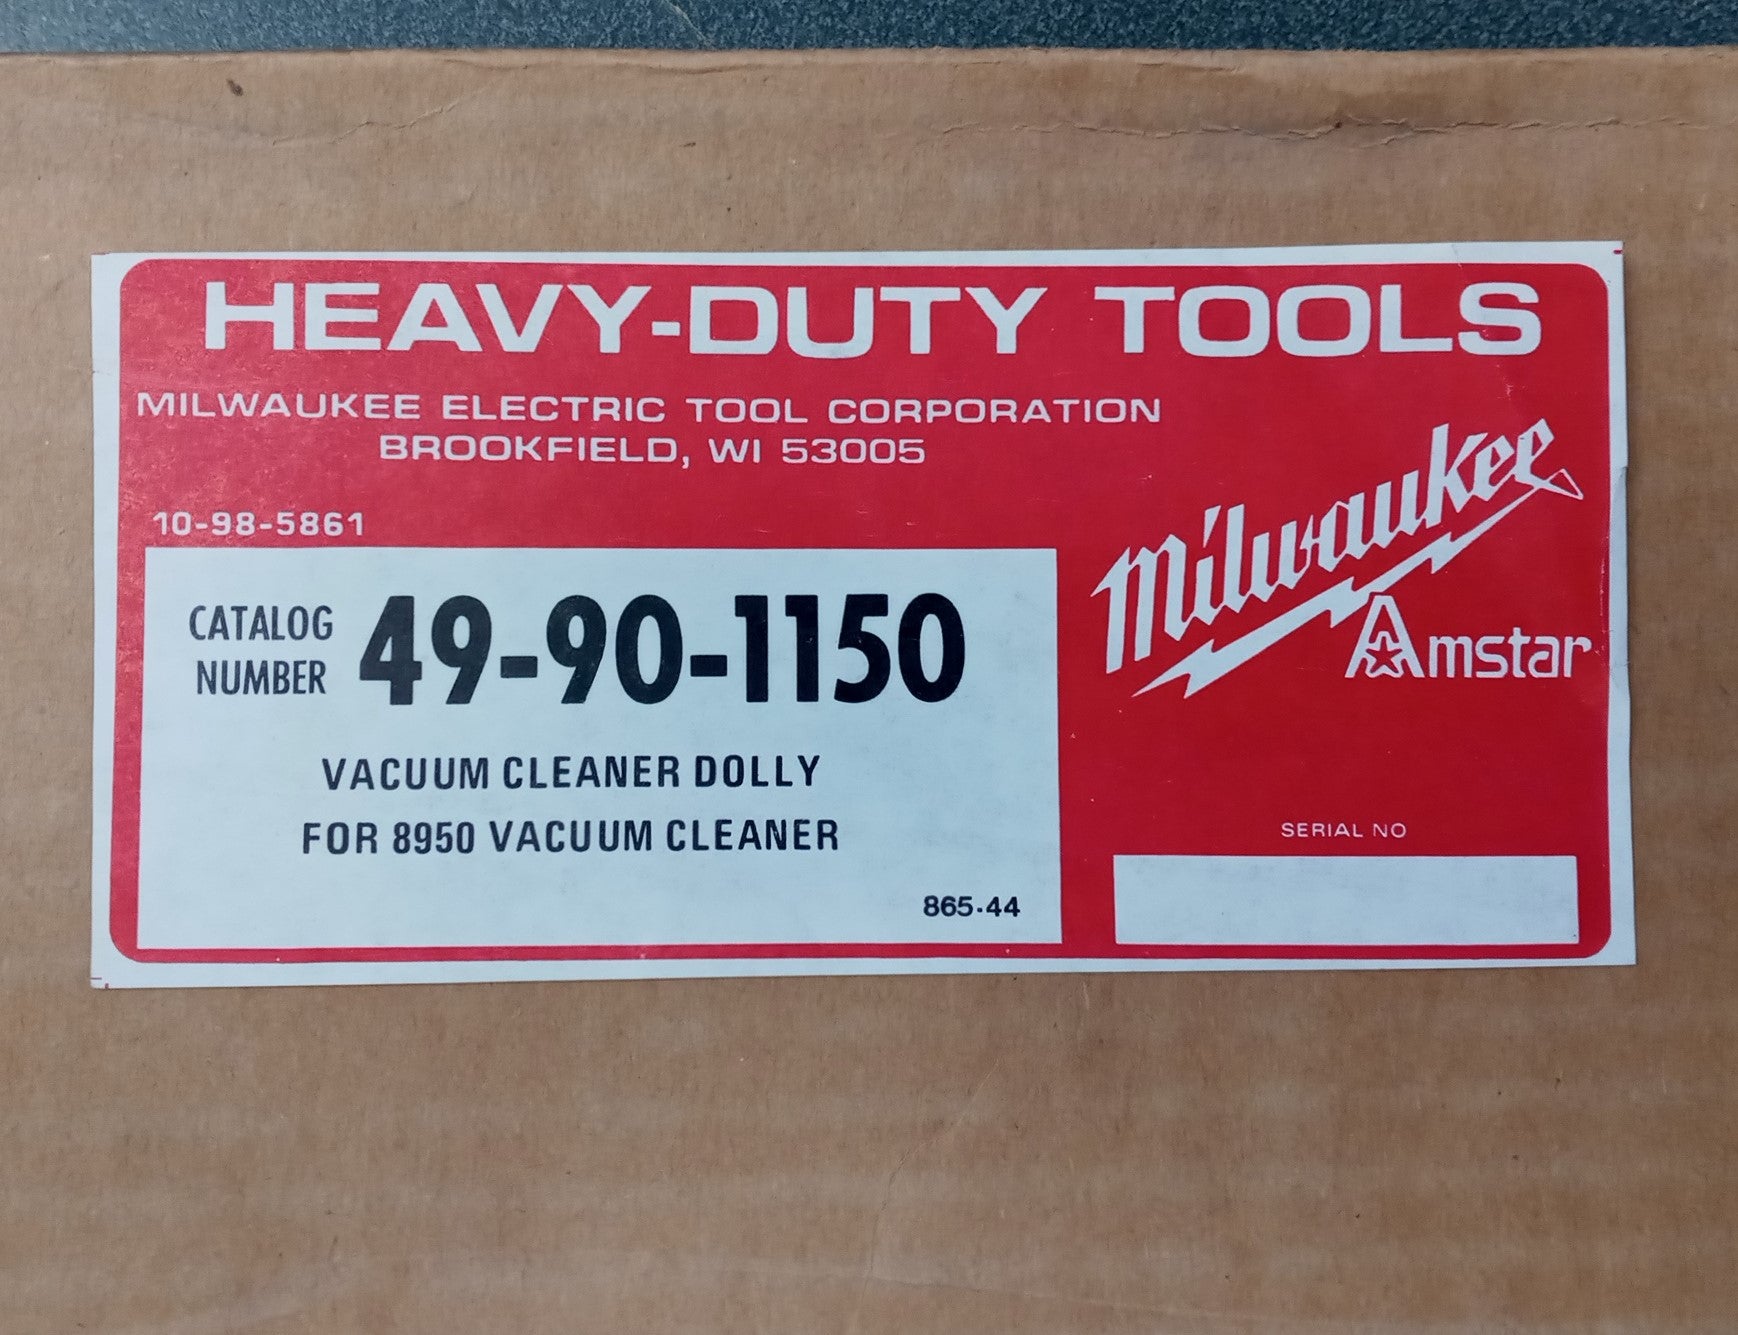 HEAVY-DUTY TOOLS
MILWAUKEE ELECTRIC TOOL CORPORATION
BROOKFIELD, WI 53005
10-98-5861
CATALOG
NUMBER
49-90-1150
VACUUM CLEANER DOLLY
FOR 8950 VACUUM CLEANER
865-44
Milwaukee
Amstar
SERIAL NO